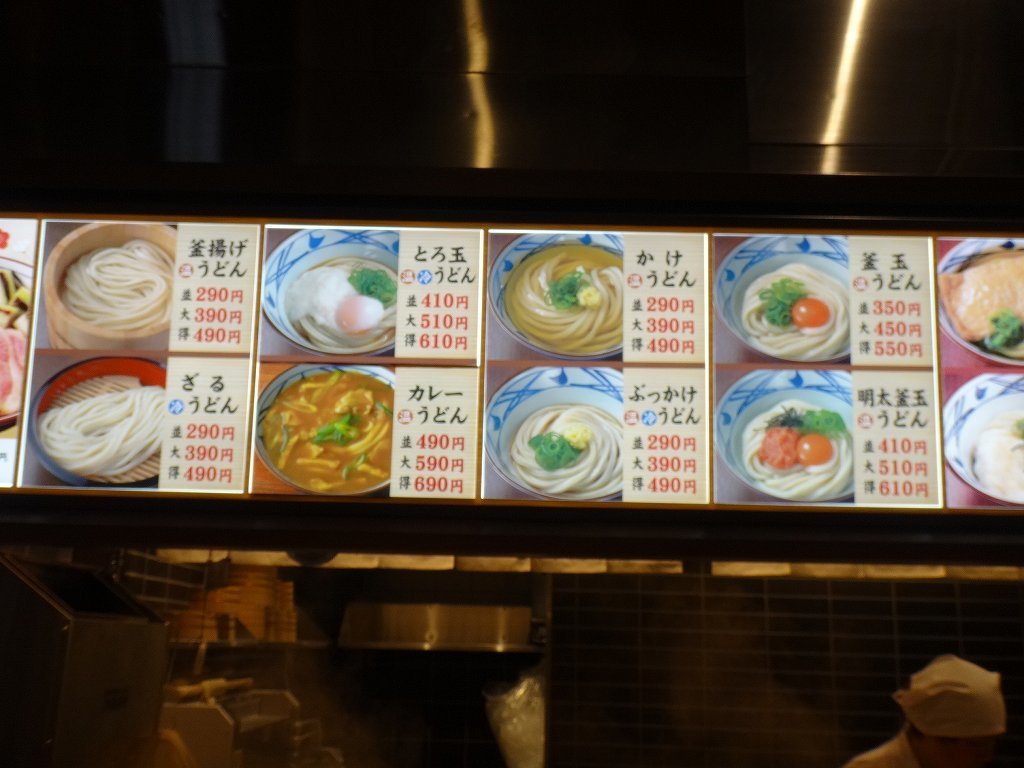 釜揚げ
温うどん
並290円
大390円
得490円
とろ玉
温冷うどん
並410円
大510円
得610円
かけ
温うどん
並290円
大390円
得490円
釜玉
温うどん
並350円
大450円
得550円
ざる
冷うどん
並290円
大390円
得490円
カレー
温うどん
並490円
大590円
得690円
ぶっかけ
温冷うどん
並290円
大390円
得490円
明太釜玉
温うどん
並410円
大510円
得610円